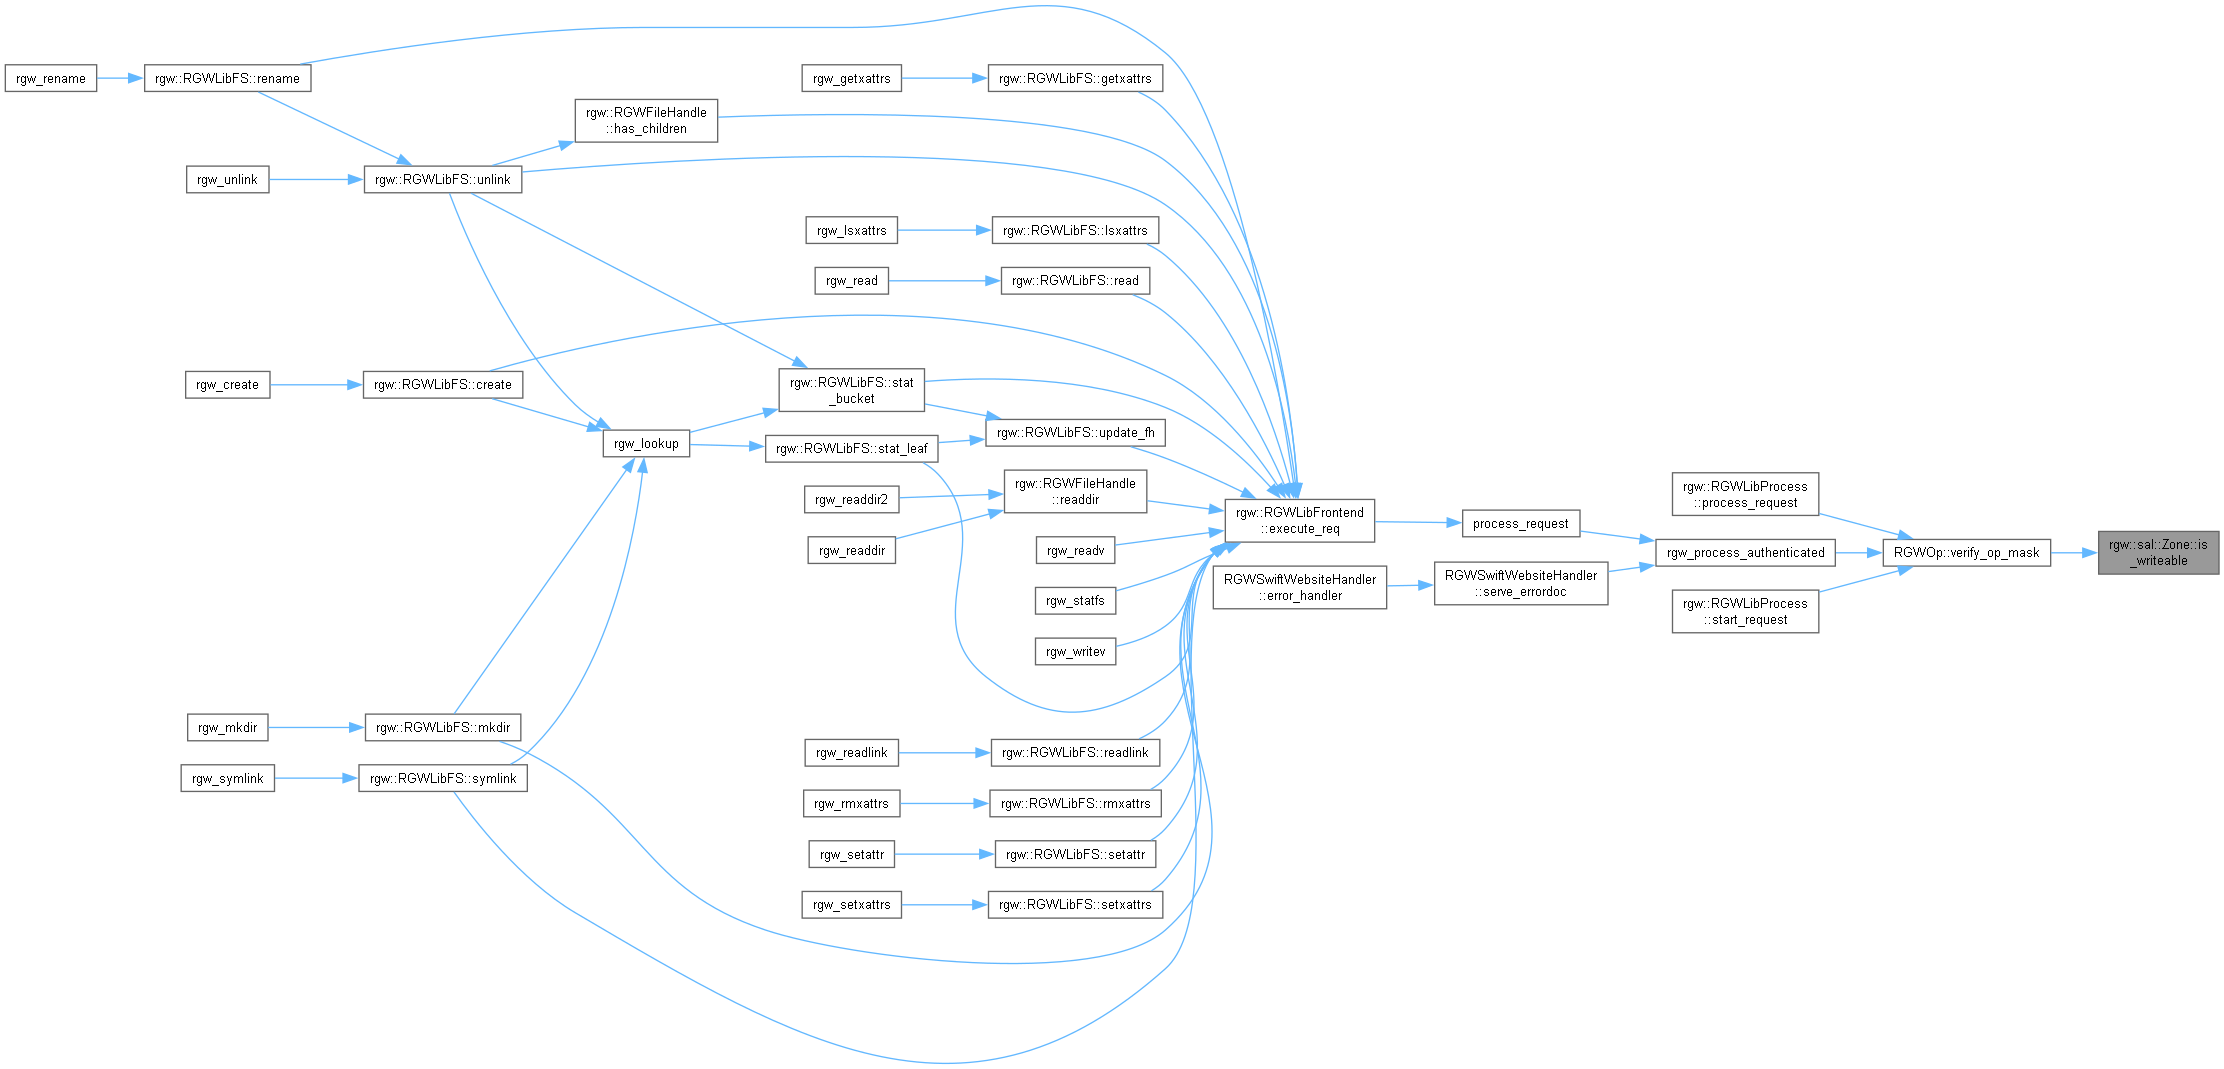 rgw_rename
rgw::RGWLibFS::rename
rgw_getxattrs
rgw::RGWLibFS::getxattrs
rgw::RGWFileHandle
::has_children
rgw_unlink
rgw::RGWLibFS::unlink
rgw_lsxattrs
rgw::RGWLibFS::lsxattrs
rgw_read
rgw::RGWLibFS::read
rgw_create
rgw::RGWLibFS::create
rgw::RGWLibFS::stat
_bucket
rgw_lookup
rgw::RGWLibFS::stat_leaf
rgw::RGWLibFS::update_fh
rgw_readdir2
rgw::RGWFileHandle
::readdir
rgw_readdir
rgw_readv
rgw_statfs
rgw_writev
rgw::RGWLibFrontend
::execute_req
RGWSwiftWebsiteHandler
::error_handler
process_request
RGWSwiftWebsiteHandler
::serve_errordoc
rgw::RGWLibProcess
::process_request
rgw_process_authenticated
rgw::RGWLibProcess
::start_request
RGWOp::verify_op_mask
rgw::sal::Zone::is
_writeable
rgw_mkdir
rgw::RGWLibFS::mkdir
rgw_symlink
rgw::RGWLibFS::symlink
rgw_readlink
rgw::RGWLibFS::readlink
rgw_rmxattrs
rgw::RGWLibFS::rmxattrs
rgw_setattr
rgw::RGWLibFS::setattr
rgw_setxattrs
rgw::RGWLibFS::setxattrs